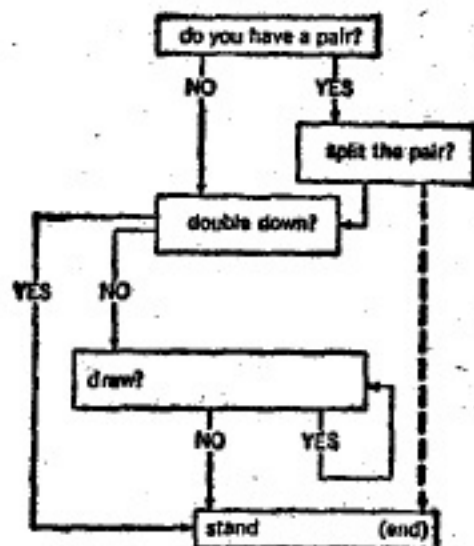 do you have a pair?
NO YES
split the pair?
double down?
YES NO
draw?
NO YES
stand (end)